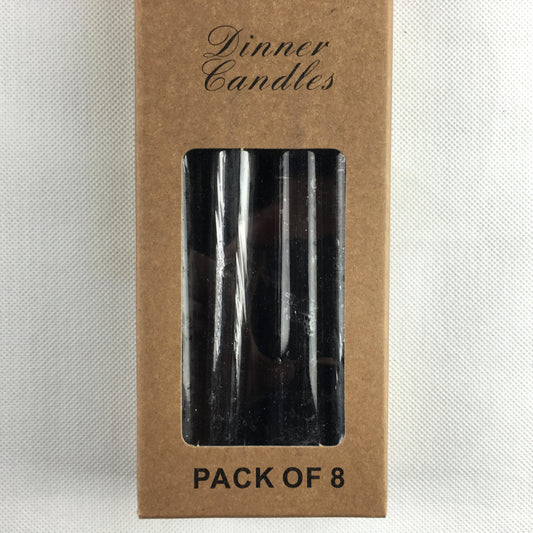 Dinner
Candles
PACK OF 8